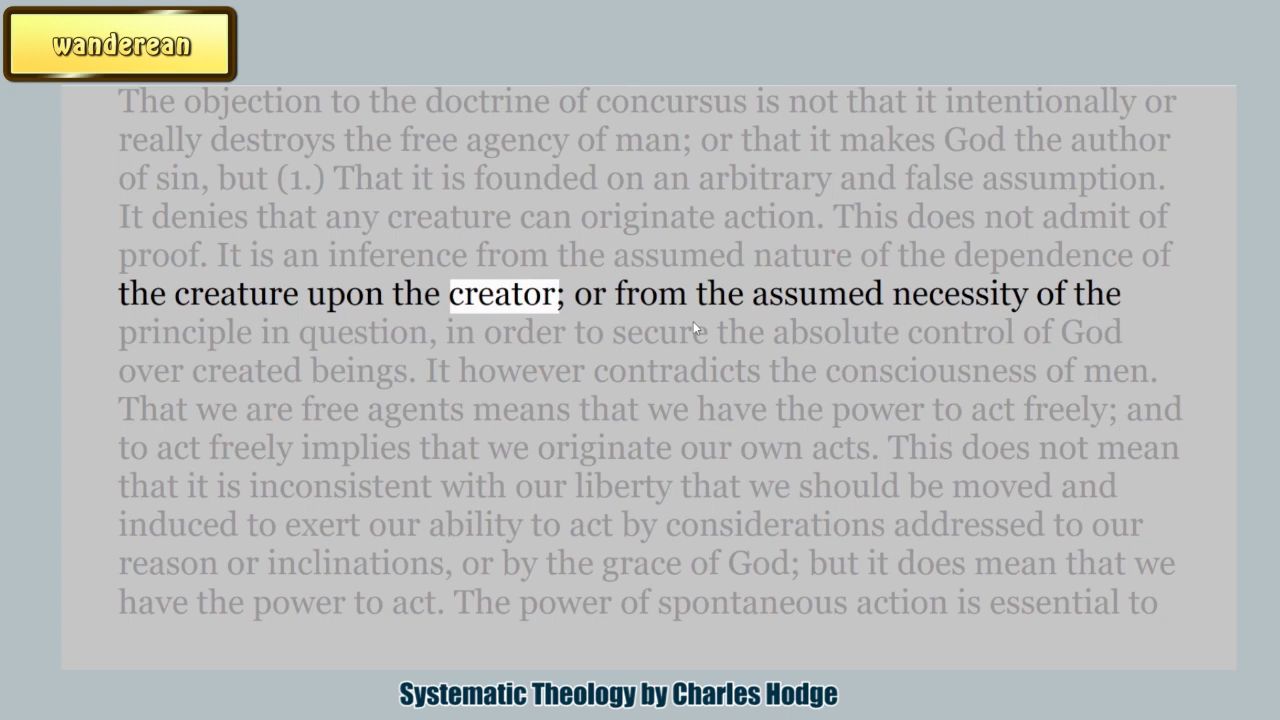 wanderean
The objection to the doctrine of concursus is not that it intentionally or
really destroys the free agency of man; or that it makes God the author
of sin, but (1.) That it is founded on an arbitrary and false assumption.
It denies that any creature can originate action. This does not admit of
proof. It is an inference from the assumed nature of the dependence of
the creature upon the creator; or from the assumed necessity of the
principle in question, in order to secure the absolute control of God
over created beings. It however contradicts the consciousness of men.
That we are free agents means that we have the power to act freely; and
to act freely implies that we originate our own acts. This does not mean
that it is inconsistent with our liberty that we should be moved and
induced to exert our ability to act by considerations addressed to our
reason or inclinations, or by the grace of God; but it does mean that we
have the power to act. The power of spontaneous action is essential to
Systematic Theology by Charles Hodge